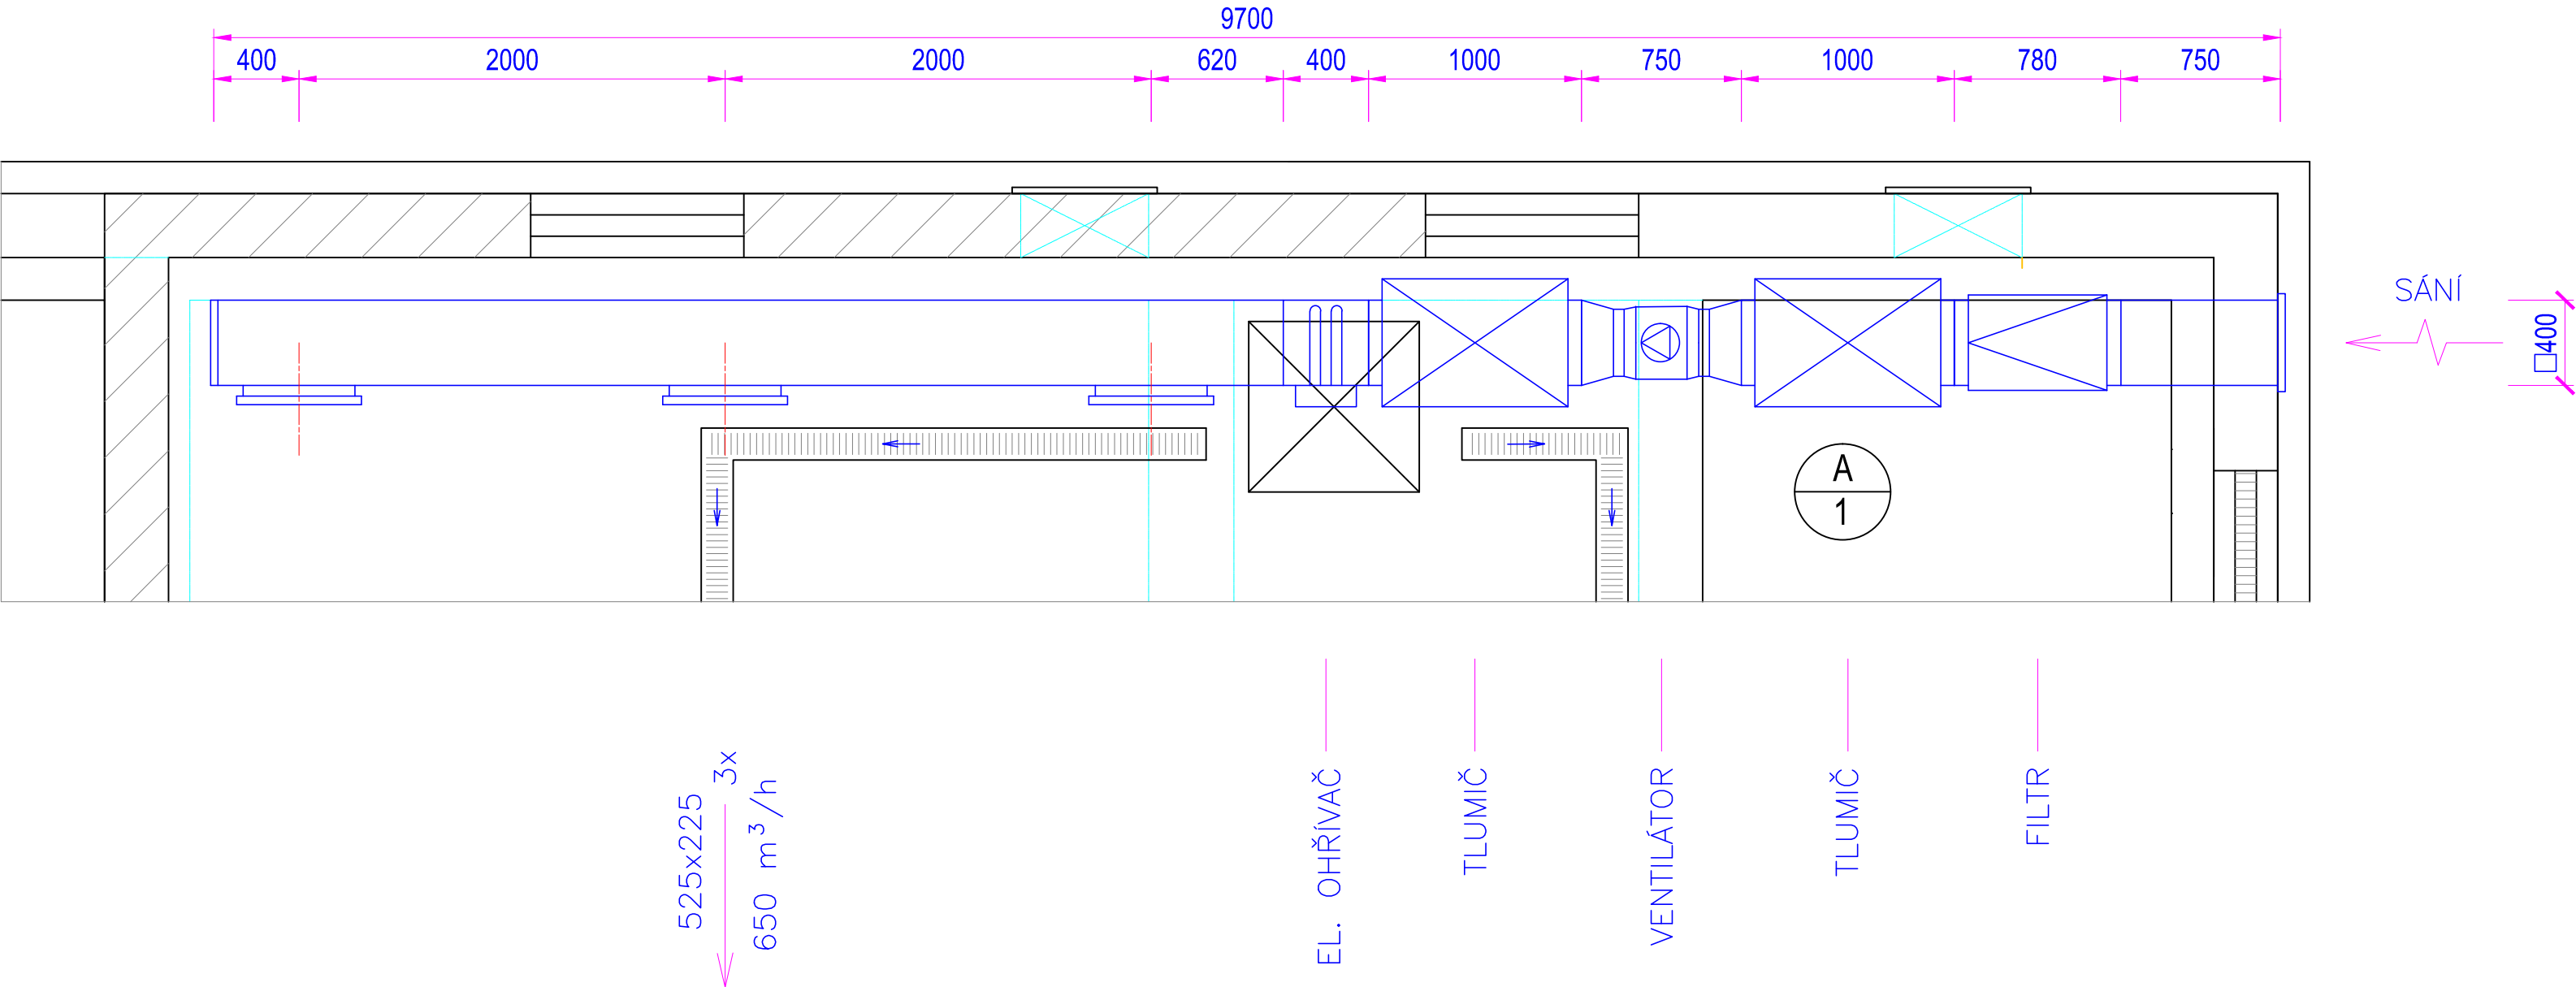 9700
400 2000 2000 620 400 1000 750 1000 780 750
SÁNÍ
□400
A
1
3x
525x225
650 m³/h
EL. OHŘÍVAČ
TLUMIČ
VENTILÁTOR
TLUMIČ
FILTR